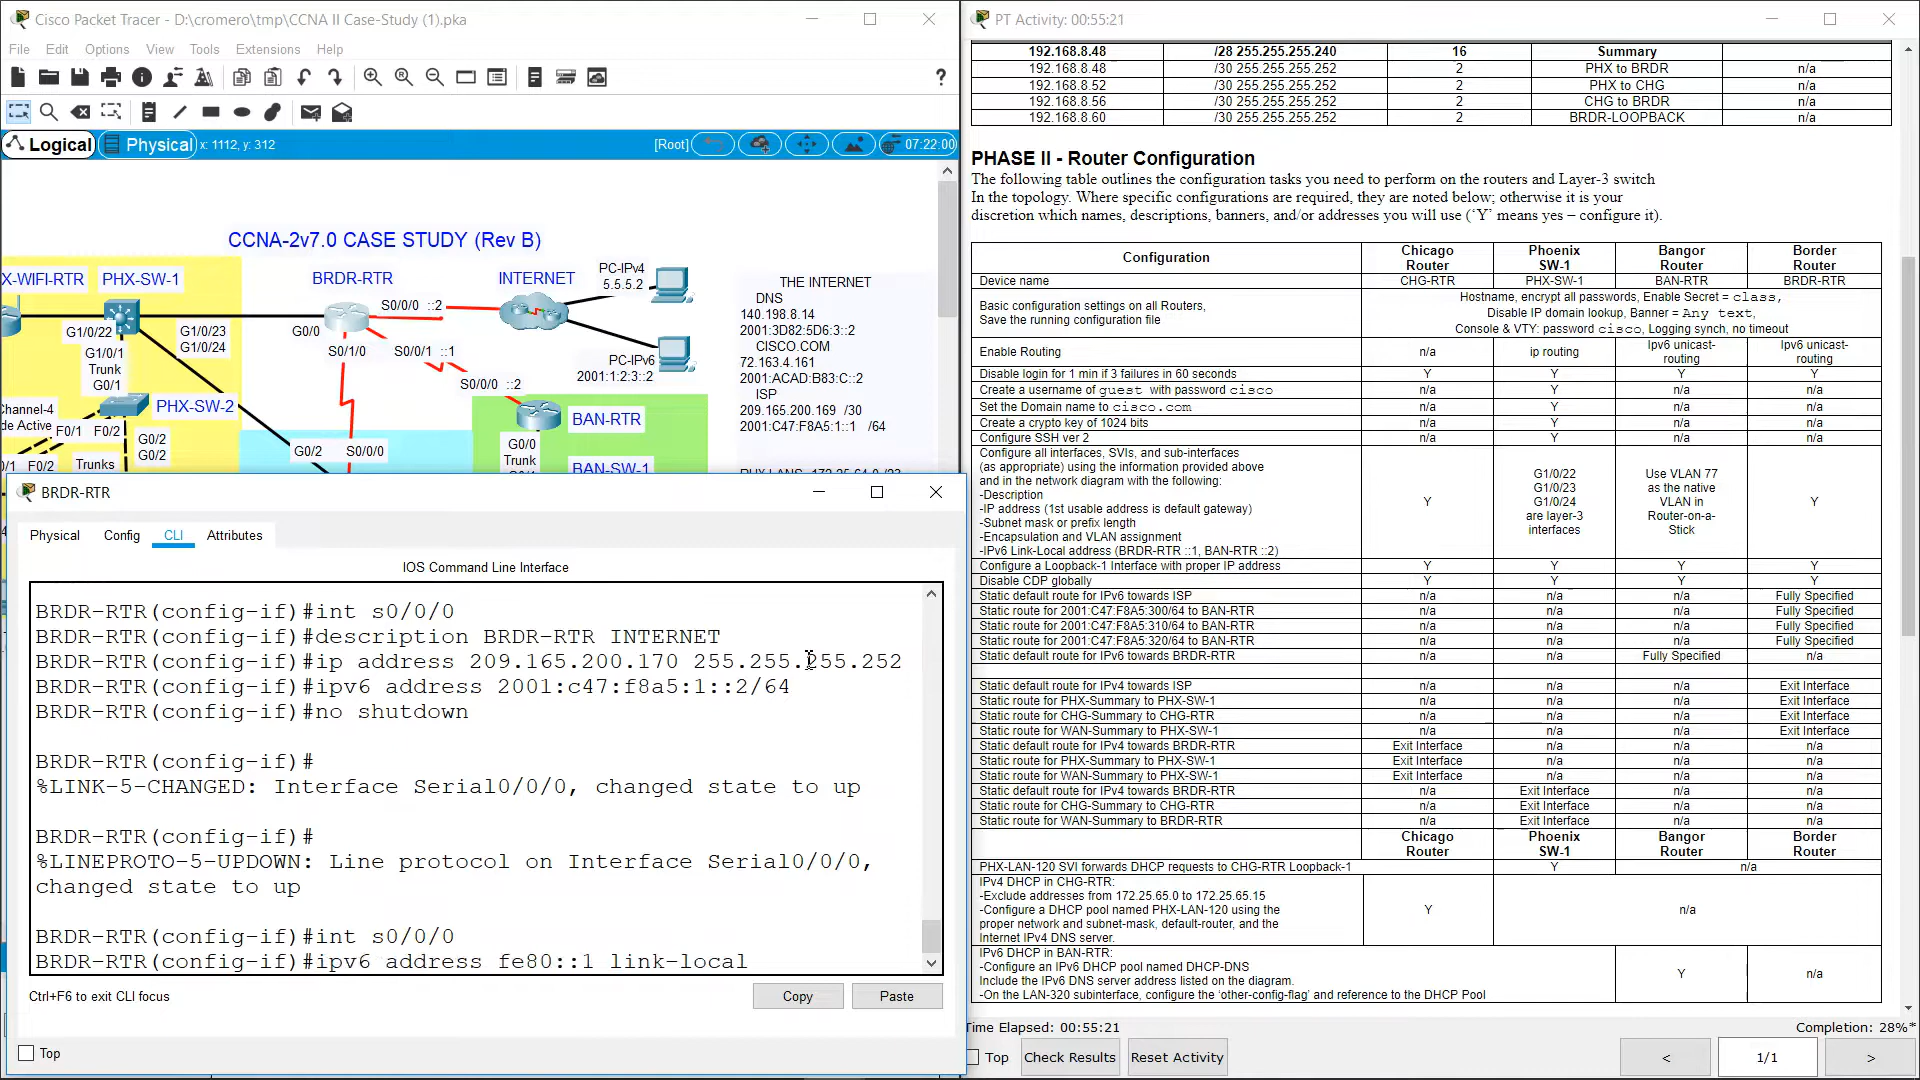 Cisco Packet Tracer - D:\cromero\tmp\CCNA II Case-Study (1).pka
File Edit Options View Tools Extensions Help
Logical Physical x: 1112, y: 312 [Root] 07:22:00
CCNA-2v7.0 CASE STUDY (Rev B)
X-WIFI-RTR PHX-SW-1 BRDR-RTR INTERNET
PC-IPv4
5.5.5.2
S0/0/0 ::2
G1/0/22
G1/0/23
G1/0/24
G0/0
G1/0/1
Trunk
G0/1
S0/1/0 S0/0/1 ::1
PC-IPv6
2001:1:2:3::2
S0/0/0 ::2
PHX-SW-2
BAN-RTR
Channel-4
de Active
F0/1 F0/2
G0/2
G0/2
0/1 F0/2 Trunks
G0/2 S0/0/0
G0/0
Trunk
BAN-SW-1
THE INTERNET
DNS
140.198.8.14
2001:3D82:5D6:3::2
CISCO.COM
72.163.4.161
2001:ACAD:B83:C::2
ISP
209.165.200.169 /30
2001:C47:F8A5:1::1 /64
PHX-LANS 172.25.64.0 /23
BRDR-RTR
Physical Config CLI Attributes
IOS Command Line Interface
BRDR-RTR(config-if)#int s0/0/0
BRDR-RTR(config-if)#description BRDR-RTR INTERNET
BRDR-RTR(config-if)#ip address 209.165.200.170 255.255.255.252
BRDR-RTR(config-if)#ipv6 address 2001:c47:f8a5:1::2/64
BRDR-RTR(config-if)#no shutdown
BRDR-RTR(config-if)#
%LINK-5-CHANGED: Interface Serial0/0/0, changed state to up
BRDR-RTR(config-if)#
%LINEPROTO-5-UPDOWN: Line protocol on Interface Serial0/0/0,
changed state to up
BRDR-RTR(config-if)#int s0/0/0
BRDR-RTR(config-if)#ipv6 address fe80::1 link-local
Ctrl+F6 to exit CLI focus Copy Paste
Top
PT Activity: 00:55:21
192.168.8.48 /28 255.255.255.240 16 Summary
192.168.8.48 /30 255.255.255.252 2 PHX to BRDR n/a
192.168.8.52 /30 255.255.255.252 2 PHX to CHG n/a
192.168.8.56 /30 255.255.255.252 2 CHG to BRDR n/a
192.168.8.60 /30 255.255.255.252 2 BRDR-LOOPBACK n/a
PHASE II - Router Configuration
The following table outlines the configuration tasks you need to perform on the routers and Layer-3 switch
In the topology. Where specific configurations are required, they are noted below; otherwise it is your
discretion which names, descriptions, banners, and/or addresses you will use ('Y' means yes – configure it).
Configuration Chicago Router Phoenix SW-1 Bangor Router Border Router
Device name CHG-RTR PHX-SW-1 BAN-RTR BRDR-RTR
Basic configuration settings on all Routers,
Save the running configuration file
Hostname, encrypt all passwords, Enable Secret = class,
Disable IP domain lookup, Banner = Any text,
Console & VTY: password cisco, Logging synch, no timeout
Enable Routing n/a ip routing Ipv6 unicast-routing Ipv6 unicast-routing
Disable login for 1 min if 3 failures in 60 seconds Y Y Y Y
Create a username of guest with password cisco n/a Y n/a n/a
Set the Domain name to cisco.com n/a Y n/a n/a
Create a crypto key of 1024 bits n/a Y n/a n/a
Configure SSH ver 2 n/a Y n/a n/a
Configure all interfaces, SVIs, and sub-interfaces
(as appropriate) using the information provided above
and in the network diagram with the following:
-Description
-IP address (1st usable address is default gateway)
-Subnet mask or prefix length
-Encapsulation and VLAN assignment
-IPv6 Link-Local address (BRDR-RTR ::1, BAN-RTR ::2)
Y
G1/0/22
G1/0/23
G1/0/24
are layer-3
interfaces
Use VLAN 77
as the native
VLAN in
Router-on-a-
Stick
Y
Configure a Loopback-1 Interface with proper IP address Y Y Y Y
Disable CDP globally Y Y Y Y
Static default route for IPv6 towards ISP n/a n/a n/a Fully Specified
Static route for 2001:C47:F8A5:300/64 to BAN-RTR n/a n/a n/a Fully Specified
Static route for 2001:C47:F8A5:310/64 to BAN-RTR n/a n/a n/a Fully Specified
Static route for 2001:C47:F8A5:320/64 to BAN-RTR n/a n/a n/a Fully Specified
Static default route for IPv6 towards BRDR-RTR n/a n/a Fully Specified n/a
Static default route for IPv4 towards ISP n/a n/a n/a Exit Interface
Static route for PHX-Summary to PHX-SW-1 n/a n/a n/a Exit Interface
Static route for CHG-Summary to CHG-RTR n/a n/a n/a Exit Interface
Static route for WAN-Summary to PHX-SW-1 n/a n/a n/a Exit Interface
Static default route for IPv4 towards BRDR-RTR Exit Interface n/a n/a n/a
Static route for PHX-Summary to PHX-SW-1 Exit Interface n/a n/a n/a
Static route for WAN-Summary to PHX-SW-1 Exit Interface n/a n/a n/a
Static default route for IPv4 towards BRDR-RTR n/a Exit Interface n/a n/a
Static route for CHG-Summary to CHG-RTR n/a Exit Interface n/a n/a
Static route for WAN-Summary to BRDR-RTR n/a Exit Interface n/a n/a
Chicago Router Phoenix SW-1 Bangor Router Border Router
PHX-LAN-120 SVI forwards DHCP requests to CHG-RTR Loopback-1 Y n/a
IPv4 DHCP in CHG-RTR:
-Exclude addresses from 172.25.65.0 to 172.25.65.15
-Configure a DHCP pool named PHX-LAN-120 using the
proper network and subnet-mask, default-router, and the
Internet IPv4 DNS server.
Y n/a
IPv6 DHCP in BAN-RTR:
-Configure an IPv6 DHCP pool named DHCP-DNS
Include the IPv6 DNS server address listed on the diagram.
-On the LAN-320 subinterface, configure the 'other-config-flag' and reference to the DHCP Pool
Y n/a
Time Elapsed: 00:55:21 Completion: 28%*
Top Check Results Reset Activity < 1/1 >